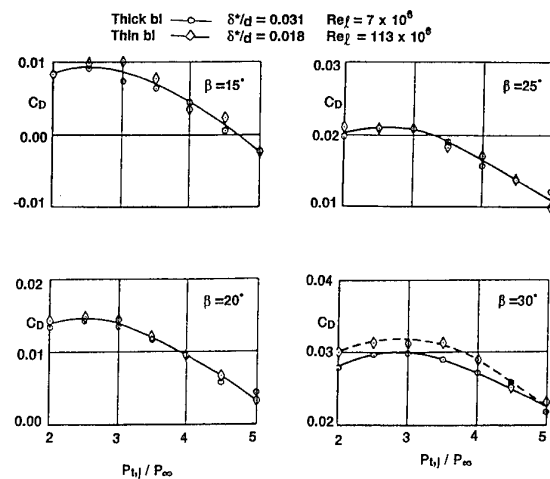 Thick bl δ*/d = 0.031 Reℓ = 7 x 10⁶
Thin bl δ*/d = 0.018 Reℓ = 113 x 10⁶
0.01
CD
0.00
-0.01
β = 15°
0.03
CD
0.02
0.01
β = 25°
0.02
CD
0.01
0.00
β = 20°
2 3 4 5
Pt,j / P∞
0.04
CD
0.03
0.02
β = 30°
2 3 4 5
Pt,j / P∞